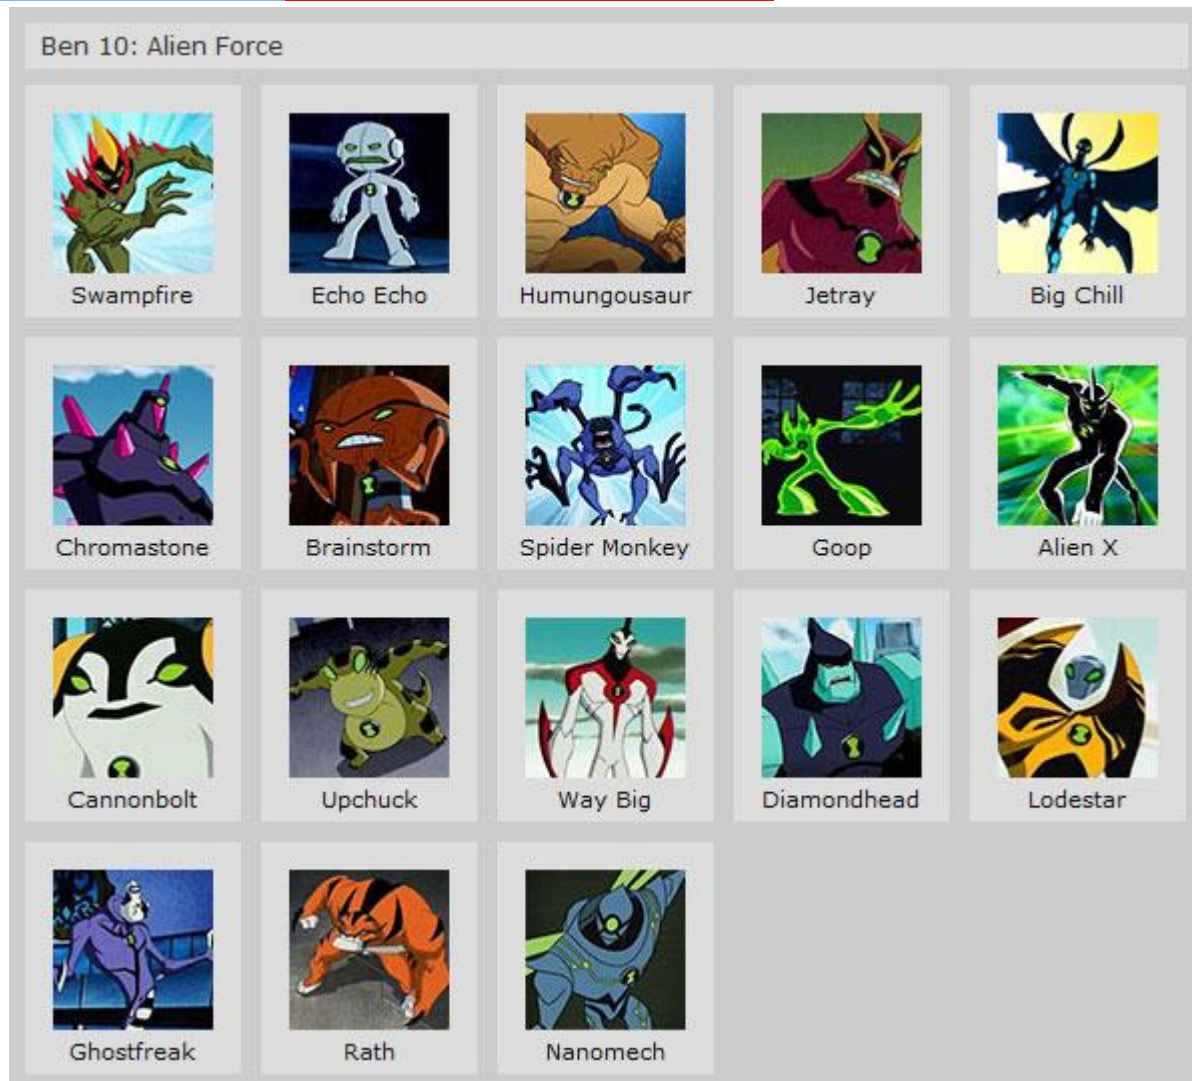 Ben 10: Alien Force
Swampfire
Echo Echo
Humungousaur
Jetray
Big Chill
Chromastone
Brainstorm
Spider Monkey
Goop
Alien X
Cannonbolt
Upchuck
Way Big
Diamondhead
Lodestar
Ghostfreak
Rath
Nanomech